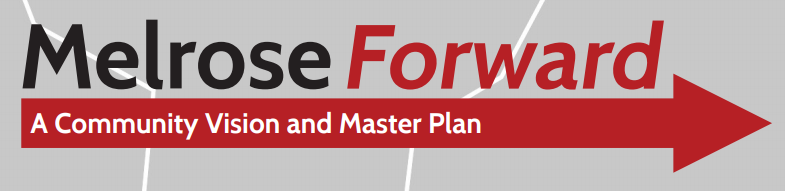 Melrose Forward
A Community Vision and Master Plan